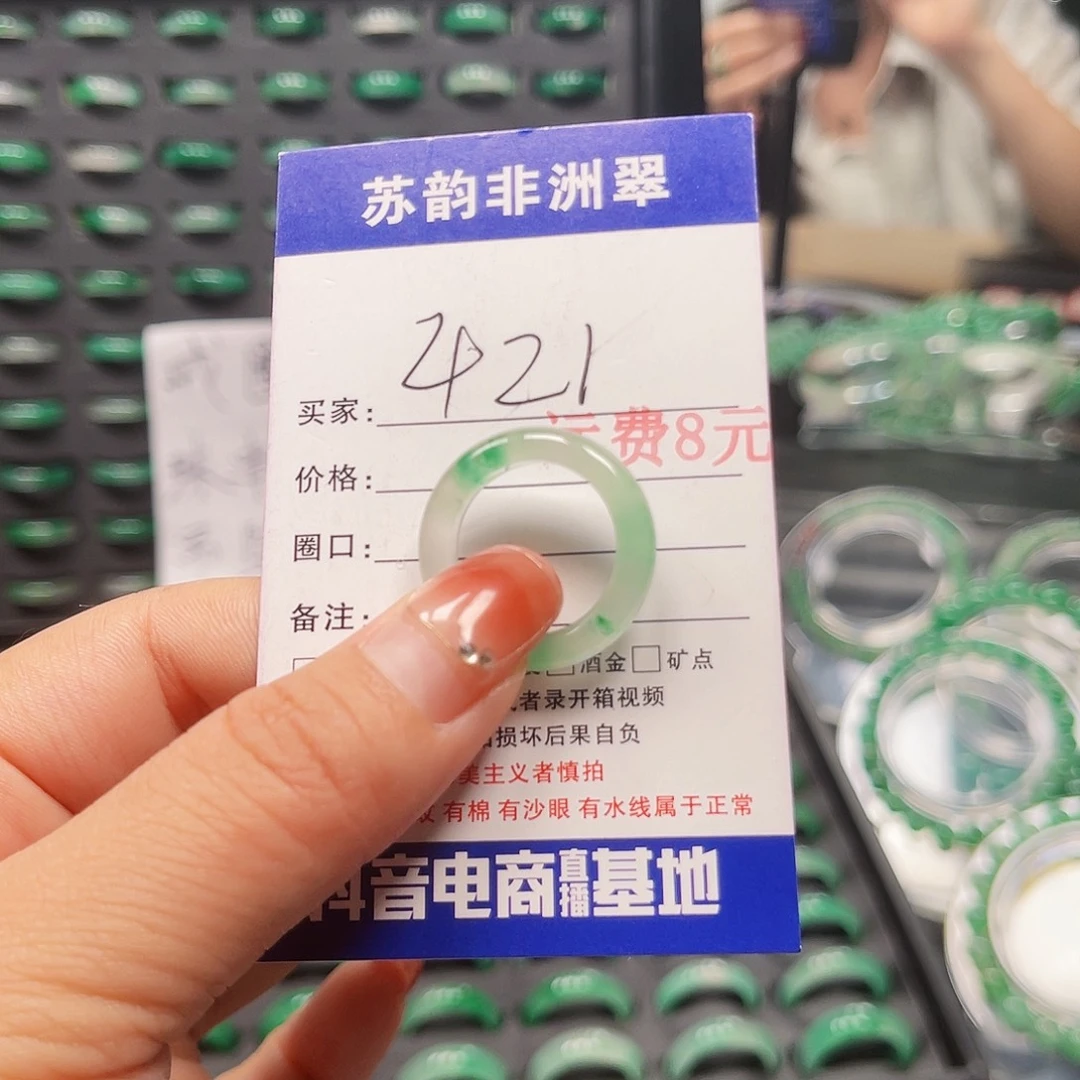 苏韵非洲翠
买家: 421
运费8元
价格:
圈口:
备注:
酒金 矿点
者录开箱视频
损坏后果自负
美主义者慎拍
有棉 有沙眼 有水线属于正常
抖音电商直播基地